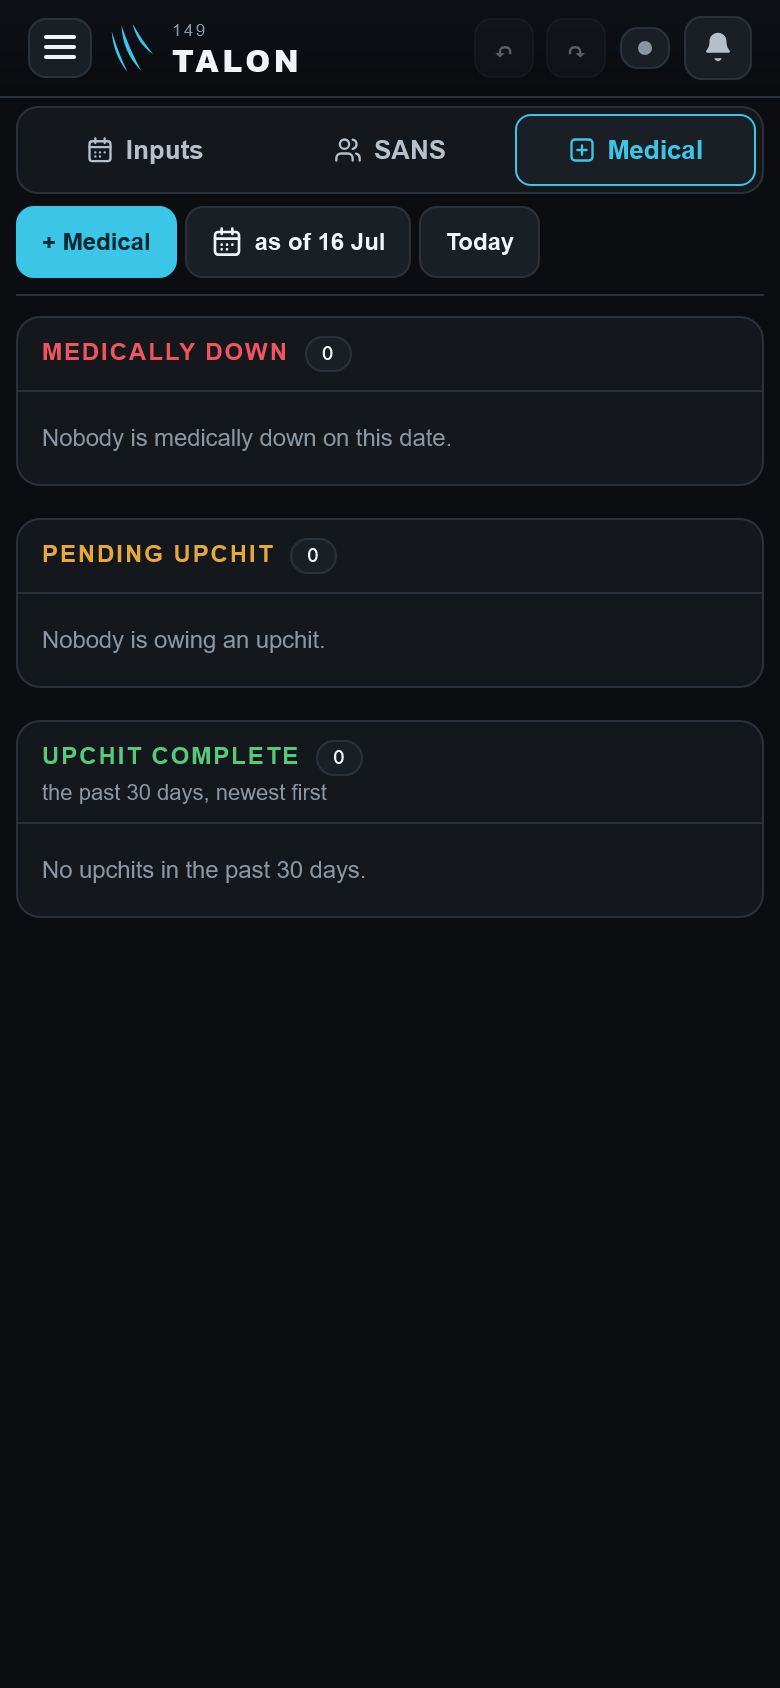 149
TALON
Inputs
SANS
Medical
+ Medical
as of 16 Jul
Today
MEDICALLY DOWN 0
Nobody is medically down on this date.
PENDING UPCHIT 0
Nobody is owing an upchit.
UPCHIT COMPLETE 0
the past 30 days, newest first
No upchits in the past 30 days.